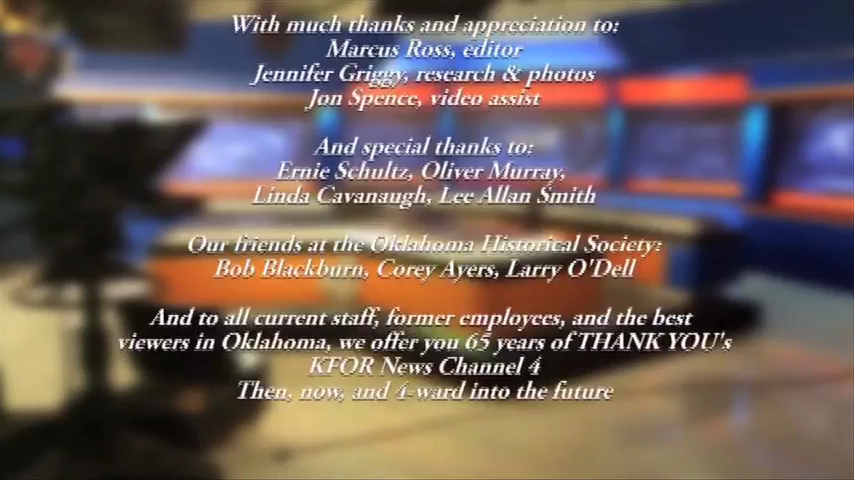 With much thanks and appreciation to:
Marcus Ross, editor
Jennifer Griggy, research & photos
Jon Spence, video assist
And special thanks to:
Ernie Schultz, Oliver Murray,
Linda Cavanaugh, Lee Allan Smith
Our friends at the Oklahoma Historical Society:
Bob Blackburn, Corey Ayers, Larry O'Dell
And to all current staff, former employees, and the best
viewers in Oklahoma, we offer you 65 years of THANK YOU's
KFOR News Channel 4
Then, now, and 4-ward into the future